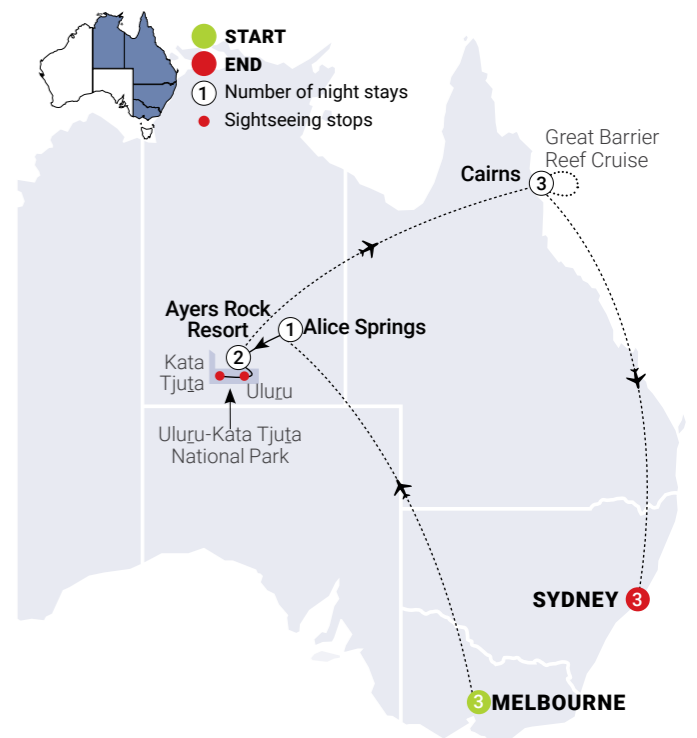 START
END
1 Number of night stays
Sightseeing stops
Great Barrier
Reef Cruise
Cairns 3
Ayers Rock
Resort
1 Alice Springs
2
Kata
Tjuṯa
Uluṟu
Uluṟu-Kata Tjuṯa
National Park
SYDNEY 3
3 MELBOURNE